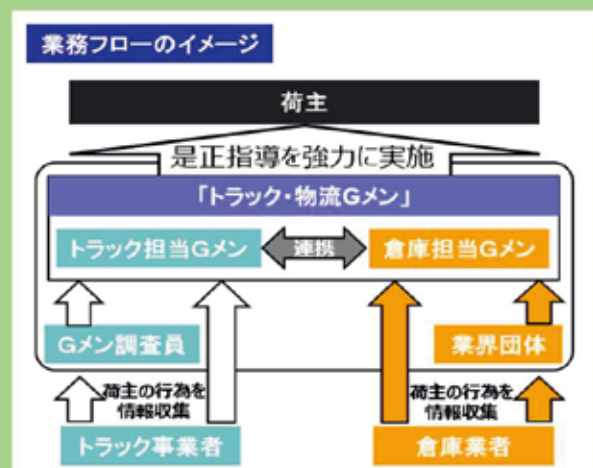 業務フローのイメージ
荷主
是正指導を強力に実施
「トラック・物流Gメン」
トラック担当Gメン
連携
倉庫担当Gメン
Gメン調査員
業界団体
荷主の行為を
情報収集
荷主の行為を
情報収集
トラック事業者
倉庫業者